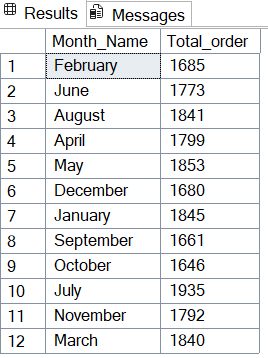 Results Messages
Month_Name Total_order
1 February 1685
2 June 1773
3 August 1841
4 April 1799
5 May 1853
6 December 1680
7 January 1845
8 September 1661
9 October 1646
10 July 1935
11 November 1792
12 March 1840